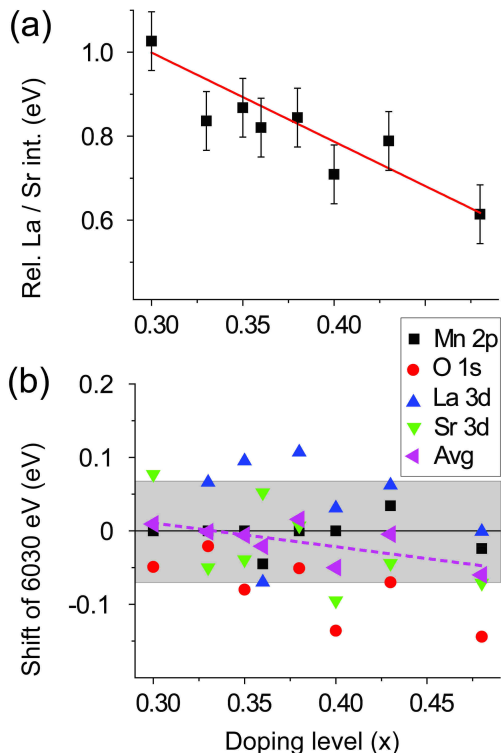 (a)
Rel. La / Sr int. (eV)
1.0
0.8
0.6
0.30
0.35
0.40
Mn 2p
O 1s
La 3d
Sr 3d
Avg
(b)
Shift of 6030 eV (eV)
0.2
0.1
0
-0.1
0.30
0.35
0.40
0.45
Doping level (x)